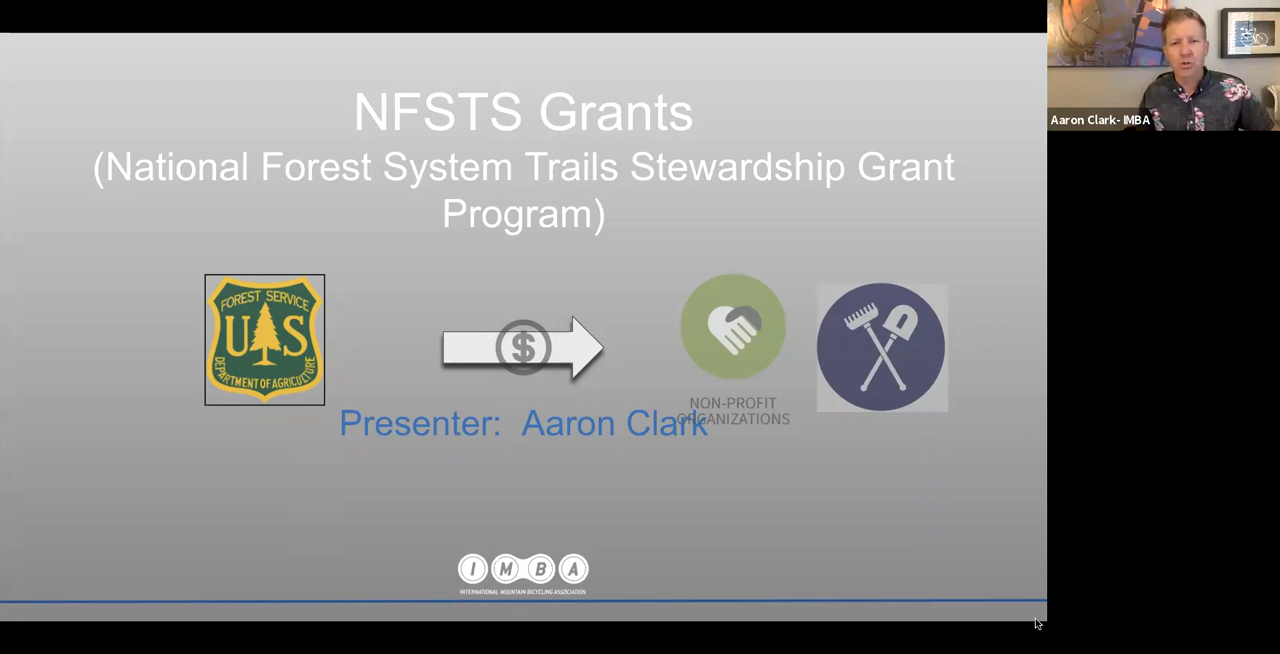 NFSTS Grants
(National Forest System Trails Stewardship Grant
Program)
FOREST SERVICE
U S
DEPARTMENT OF AGRICULTURE
$
NON-PROFIT
ORGANIZATIONS
Presenter: Aaron Clark
I M B A
INTERNATIONAL MOUNTAIN BICYCLING ASSOCIATION
Aaron Clark- IMBA